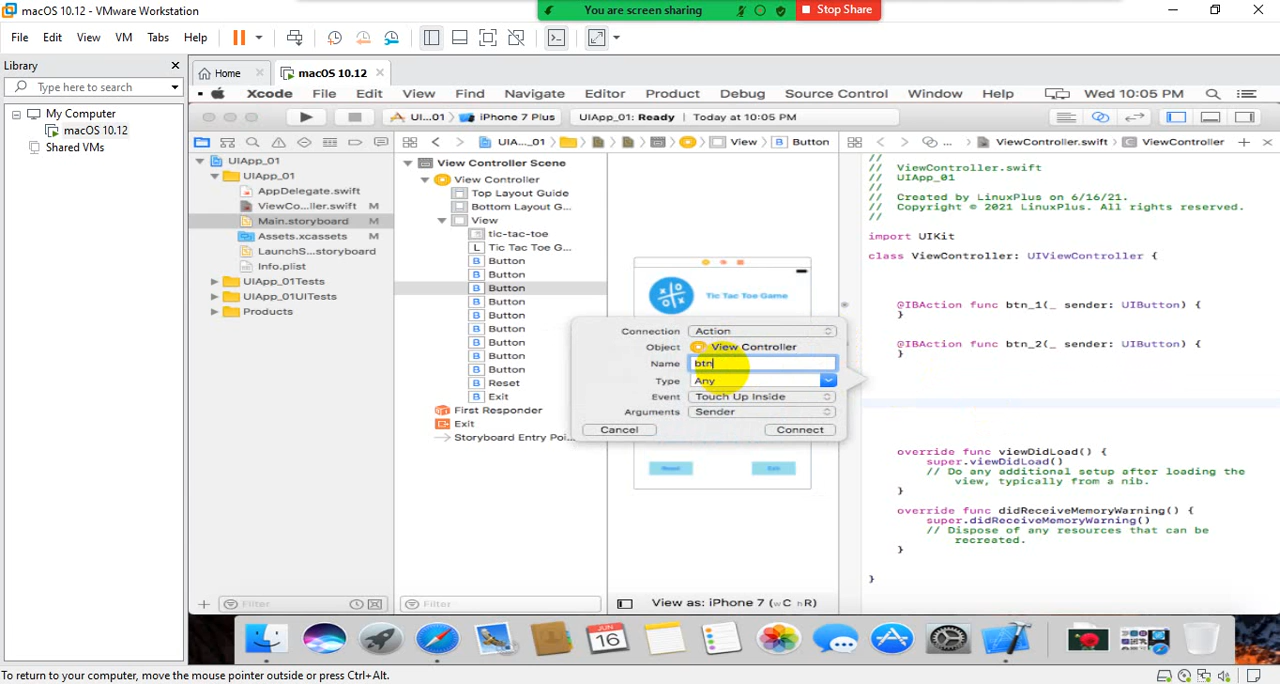 macOS 10.12 - VMware Workstation
You are screen sharing
Stop Share
File Edit View VM Tabs Help
Library
Type here to search
My Computer
macOS 10.12
Shared VMs
Home
macOS 10.12
Xcode File Edit View Find Navigate Editor Product Debug Source Control Window Help Wed 10:05 PM
UI...01 iPhone 7 Plus
UIApp_01: Ready Today at 10:05 PM
UIA..._01 View Button
ViewController.swift ViewController
UIApp_01
UIApp_01
AppDelegate.swift
ViewCo...ller.swift M
Main.storyboard M
Assets.xcassets M
LaunchS...storyboard
Info.plist
UIApp_01Tests
UIApp_01UITests
Products
Filter
View Controller Scene
View Controller
Top Layout Guide
Bottom Layout G...
View
tic-tac-toe
L Tic Tac Toe G...
B Button
B Button
B Button
B Button
B Button
B Button
B Button
B Button
B Button
B Reset
B Exit
First Responder
Exit
Storyboard Entry Poi...
Filter
Tic Tac Toe Game
Reset
Exit
Connection Action
Object View Controller
Name btn
Type Any
Event Touch Up Inside
Arguments Sender
Cancel Connect
View as: iPhone 7 (wC hR)
//
// ViewController.swift
// UIApp_01
//
// Created by LinuxPlus on 6/16/21.
// Copyright © 2021 LinuxPlus. All rights reserved.
//
import UIKit
class ViewController: UIViewController {
@IBAction func btn_1(_ sender: UIButton) {
}
@IBAction func btn_2(_ sender: UIButton) {
}
override func viewDidLoad() {
super.viewDidLoad()
// Do any additional setup after loading the
view, typically from a nib.
}
override func didReceiveMemoryWarning() {
super.didReceiveMemoryWarning()
// Dispose of any resources that can be
recreated.
}
}
JUN
16
To return to your computer, move the mouse pointer outside or press Ctrl+Alt.